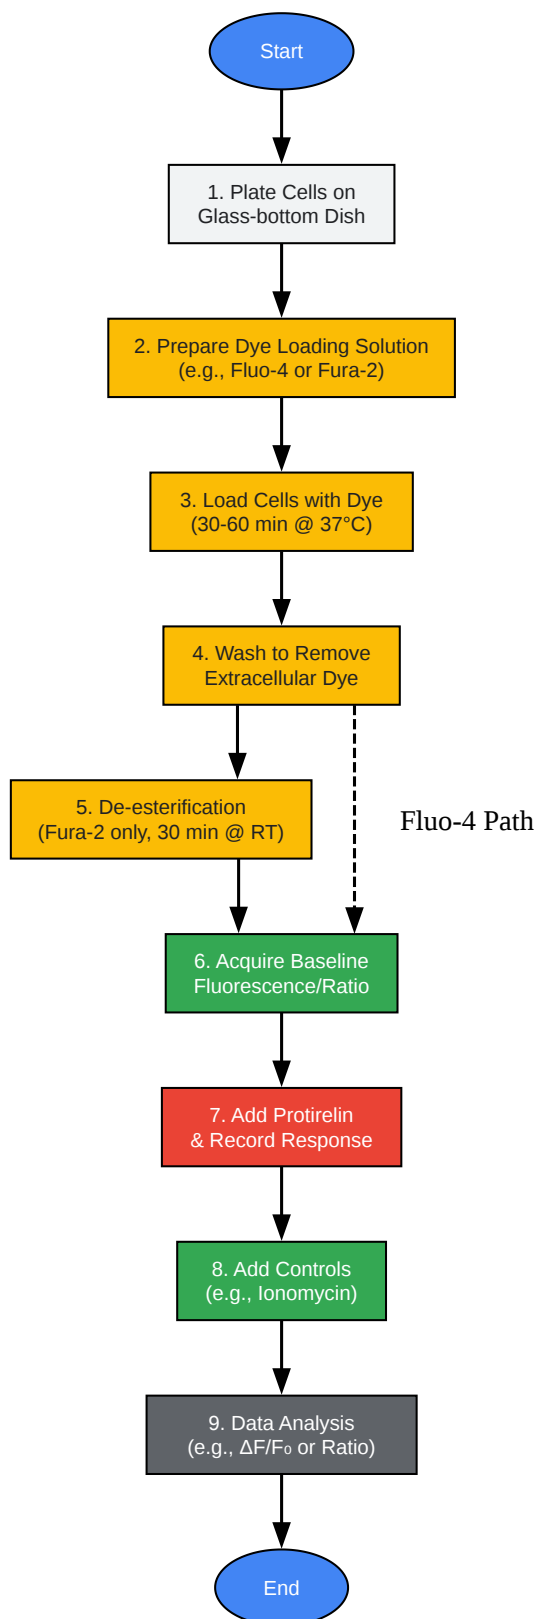 Start
1. Plate Cells on
Glass-bottom Dish
2. Prepare Dye Loading Solution
(e.g., Fluo-4 or Fura-2)
3. Load Cells with Dye
(30-60 min @ 37°C)
4. Wash to Remove
Extracellular Dye
5. De-esterification
(Fura-2 only, 30 min @ RT)
Fluo-4 Path
6. Acquire Baseline
Fluorescence/Ratio
7. Add Protirelin
& Record Response
8. Add Controls
(e.g., Ionomycin)
9. Data Analysis
(e.g., ΔF/F₀ or Ratio)
End